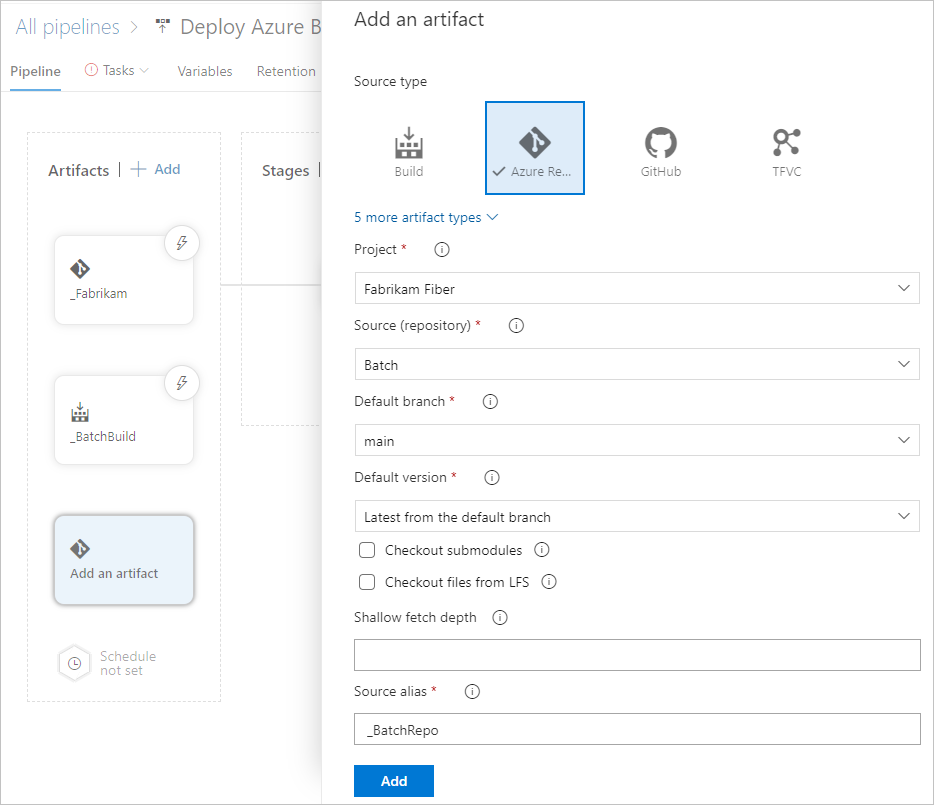 All pipelines > Deploy Azure B
Pipeline Tasks Variables Retention
Artifacts | + Add
Stages |
_Fabrikam
_BatchBuild
Add an artifact
Schedule
not set
Add an artifact
Source type
Build
Azure Re...
GitHub
TFVC
5 more artifact types
Project *
Fabrikam Fiber
Source (repository) *
Batch
Default branch *
main
Default version *
Latest from the default branch
Checkout submodules
Checkout files from LFS
Shallow fetch depth
Source alias *
_BatchRepo
Add